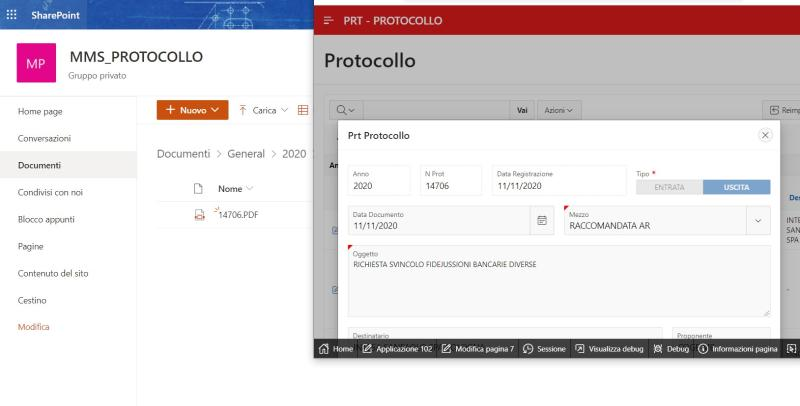 SharePoint
MP
MMS_PROTOCOLLO
Gruppo privato
Home page
Conversazioni
Documenti
Condivisi con noi
Blocco appunti
Pagine
Contenuto del sito
Cestino
Modifica
+ Nuovo
Carica
Documenti > General > 2020
Nome
14706.PDF
PRT - PROTOCOLLO
Protocollo
Vai
Azioni
Prt Protocollo
Anno
2020
N Prot
14706
Data Registrazione
11/11/2020
Tipo *
ENTRATA
USCITA
Data Documento
11/11/2020
Mezzo
RACCOMANDATA AR
Oggetto
RICHIESTA SVINCOLO FIDEJUSSIONI BANCARIE DIVERSE
Destinatario
Proponente
SPA
Home
Applicazione 102
Modifica pagina 7
Sessione
Visualizza debug
Debug
Informazioni pagina